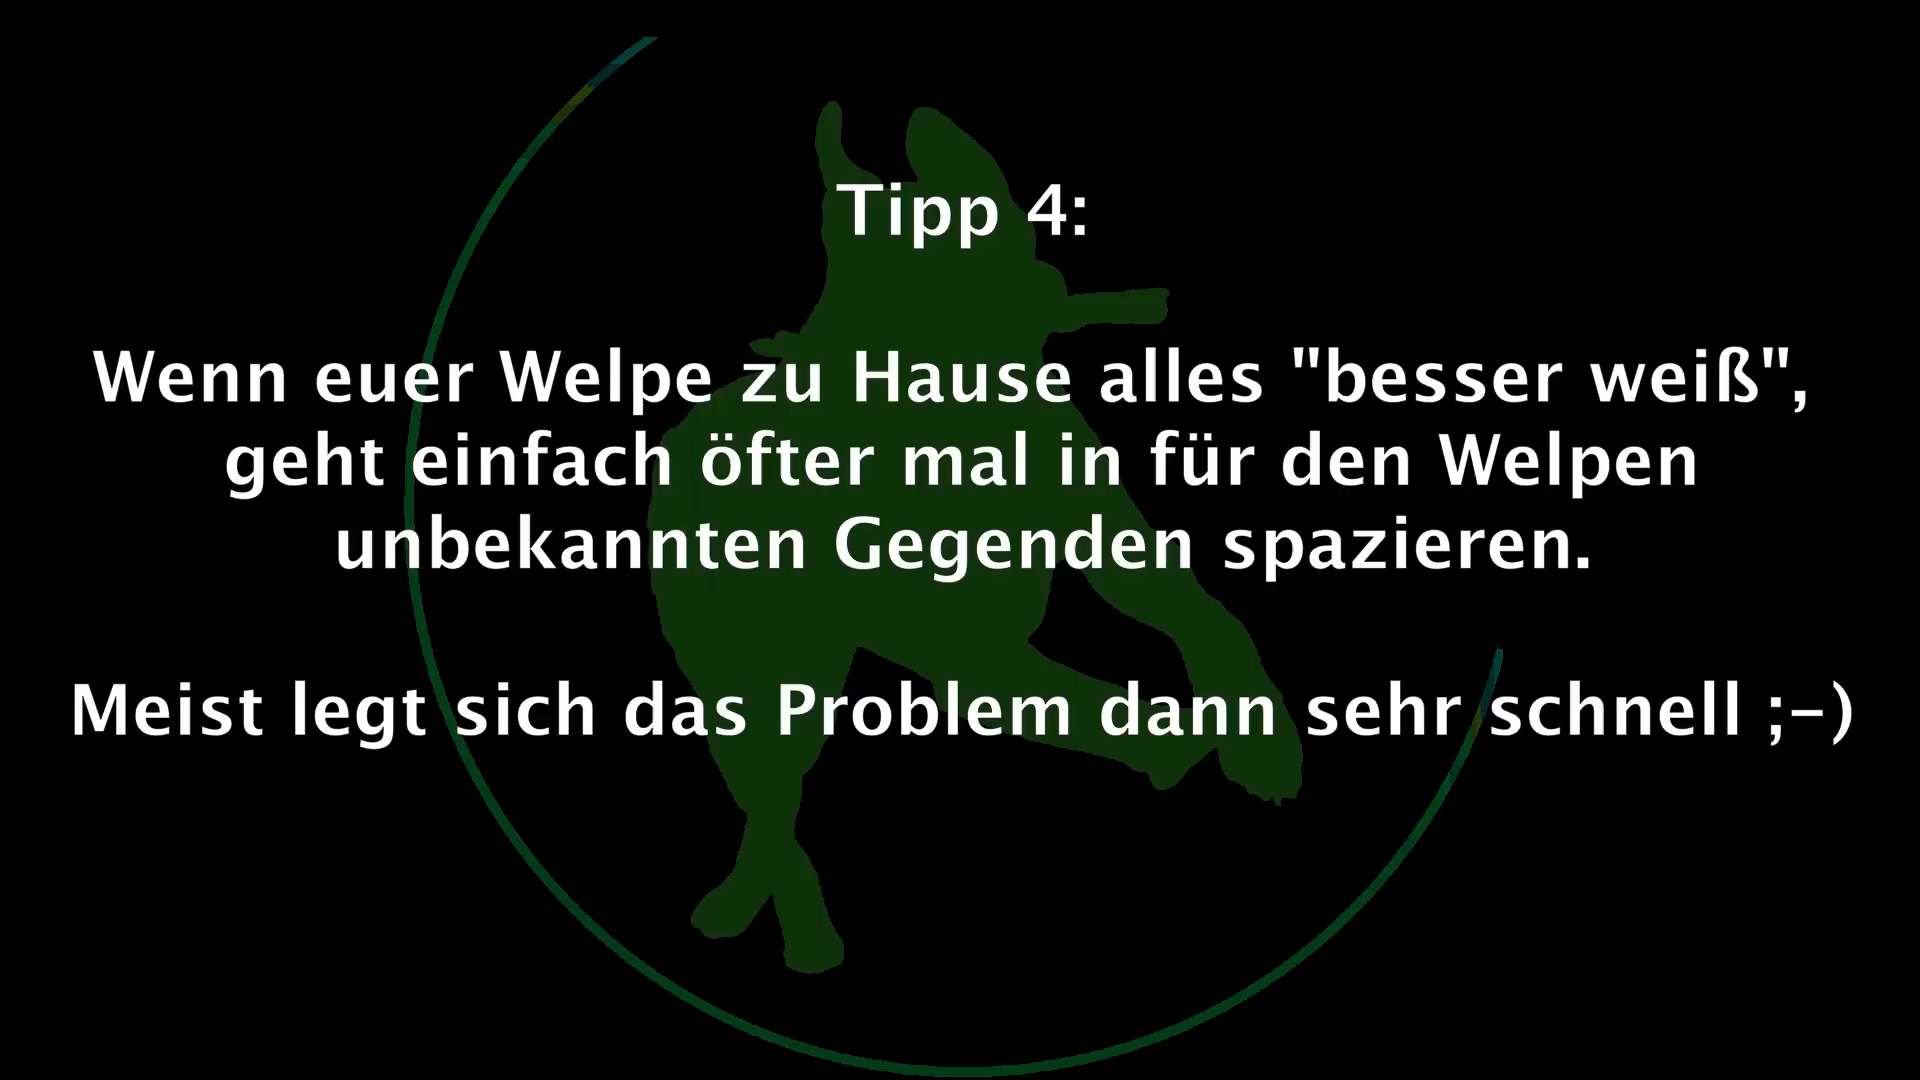 Tipp 4:
Wenn euer Welpe zu Hause alles "besser weiß",
geht einfach öfter mal in für den Welpen
unbekannten Gegenden spazieren.
Meist legt sich das Problem dann sehr schnell ;-)